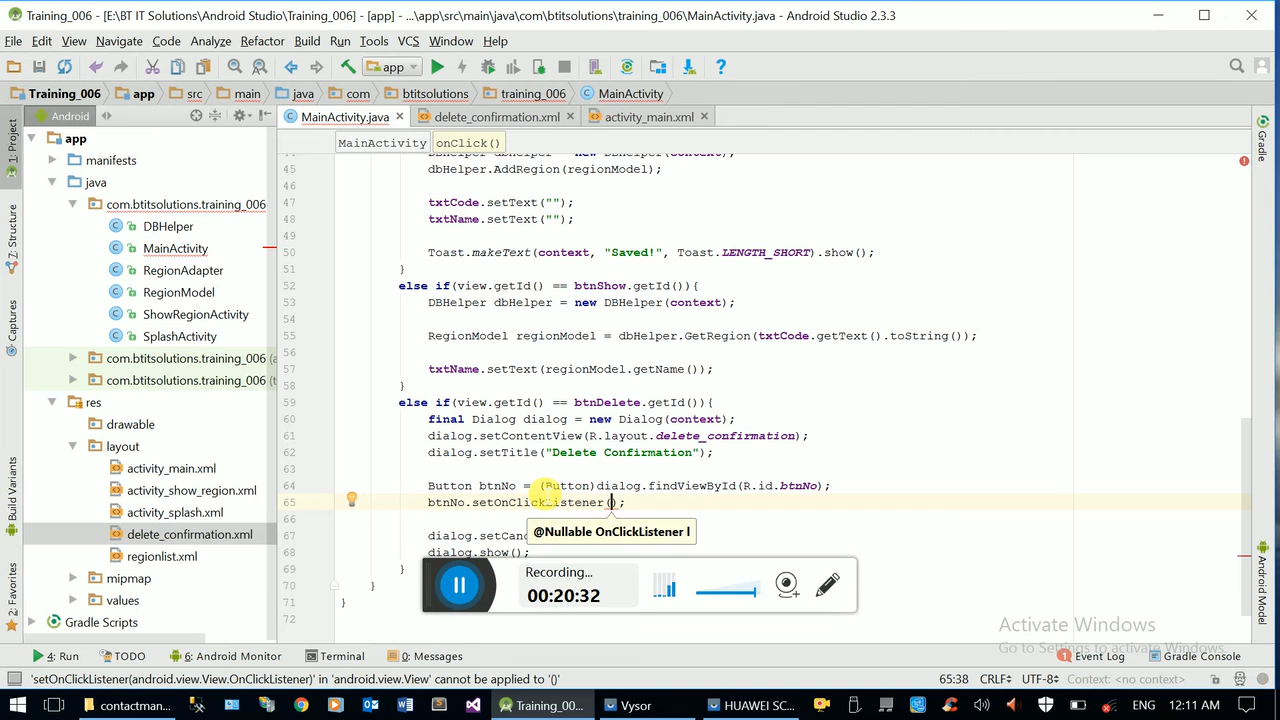 Training_006 - [E:\BT IT Solutions\Android Studio\Training_006] - [app] - ...\app\src\main\java\com\btitsolutions\training_006\MainActivity.java - Android Studio 2.3.3
File Edit View Navigate Code Analyze Refactor Build Run Tools VCS Window Help
app
Training_006 app src main java com btitsolutions training_006 MainActivity
Android MainActivity.java delete_confirmation.xml activity_main.xml
MainActivity onClick()
1: Project
7: Structure
Captures
Build Variants
2: Favorites
app
manifests
java
com.btitsolutions.training_006
DBHelper
MainActivity
RegionAdapter
RegionModel
ShowRegionActivity
SplashActivity
com.btitsolutions.training_006 (a
com.btitsolutions.training_006 (t
res
drawable
layout
activity_main.xml
activity_show_region.xml
activity_splash.xml
delete_confirmation.xml
regionlist.xml
mipmap
values
Gradle Scripts
44 DBHelper dbHelper = new DBHelper(context);
45 dbHelper.AddRegion(regionModel);
46
47 txtCode.setText("");
48 txtName.setText("");
49
50 Toast.makeText(context, "Saved!", Toast.LENGTH_SHORT).show();
51 }
52 else if(view.getId() == btnShow.getId()){
53 DBHelper dbHelper = new DBHelper(context);
54
55 RegionModel regionModel = dbHelper.GetRegion(txtCode.getText().toString());
56
57 txtName.setText(regionModel.getName());
58 }
59 else if(view.getId() == btnDelete.getId()){
60 final Dialog dialog = new Dialog(context);
61 dialog.setContentView(R.layout.delete_confirmation);
62 dialog.setTitle("Delete Confirmation");
63
64 Button btnNo = (Button)dialog.findViewById(R.id.btnNo);
65 btnNo.setOnClickListener();
66
@Nullable OnClickListener l
67 dialog.setCanc
68 dialog.show();
69 }
70 }
71 }
72
Recording...
00:20:32
Gradle
Android Model
Activate Windows
Go to Settings to activate Windows.
4: Run TODO 6: Android Monitor Terminal 0: Messages 1 Event Log Gradle Console
'setOnClickListener(android.view.View.OnClickListener)' in 'android.view.View' cannot be applied to '()' 65:38 CRLF÷ UTF-8÷ Context: <no context>
contactman... Training_00... Vysor HUAWEI SC... ENG 12:11 AM